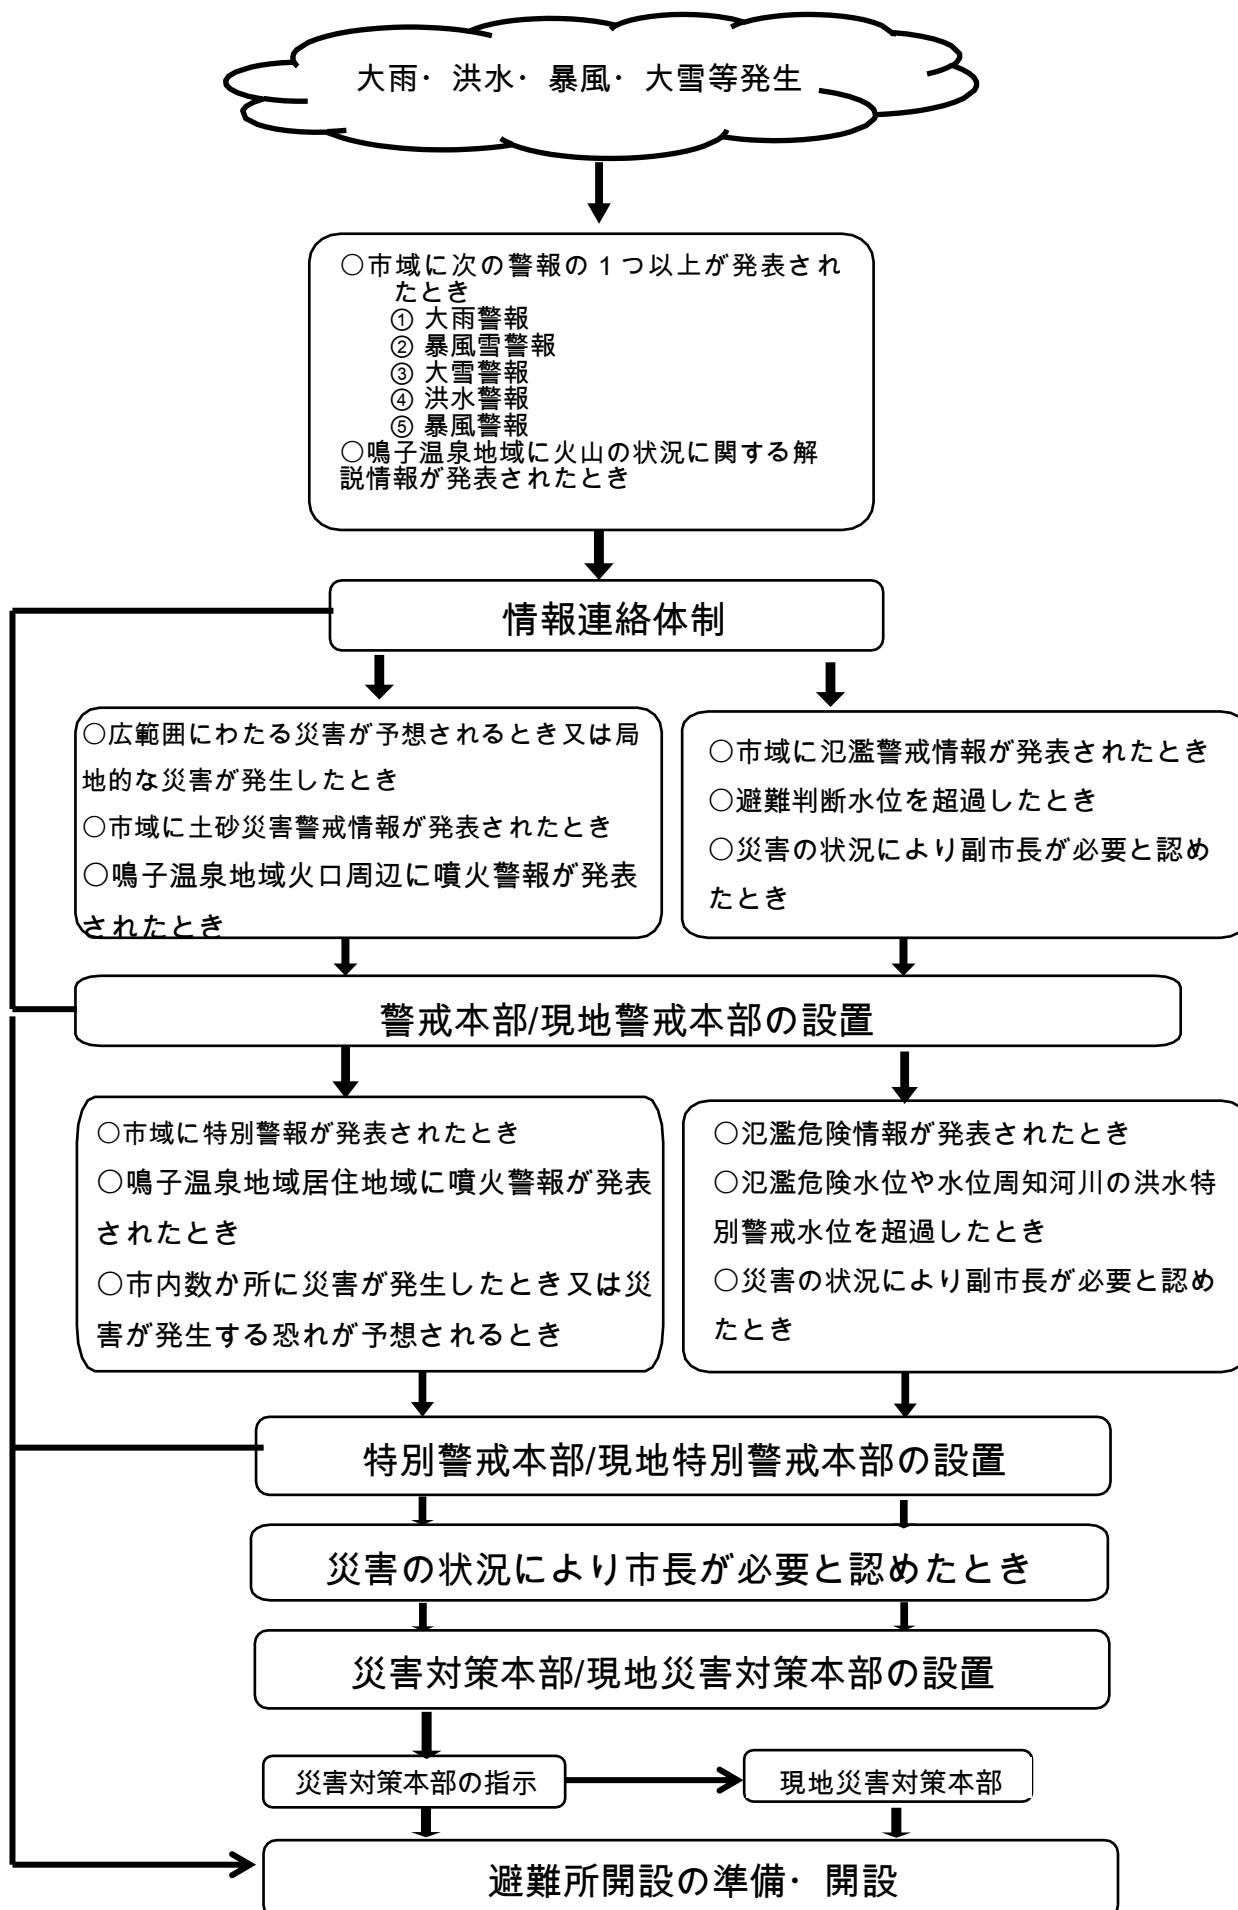 大雨・洪水・暴風・大雪等発生
○市域に次の警報の１つ以上が発表され
たとき
① 大雨警報
② 暴風雪警報
③ 大雪警報
④ 洪水警報
⑤ 暴風警報
○鳴子温泉地域に火山の状況に関する解
説情報が発表されたとき
情報連絡体制
○広範囲にわたる災害が予想されるとき又は局
地的な災害が発生したとき
○市域に土砂災害警戒情報が発表されたとき
○鳴子温泉地域火口周辺に噴火警報が発表
されたとき
○市域に氾濫警戒情報が発表されたとき
○避難判断水位を超過したとき
○災害の状況により副市長が必要と認め
たとき
警戒本部/現地警戒本部の設置
○市域に特別警報が発表されたとき
○鳴子温泉地域居住地域に噴火警報が発表
されたとき
○市内数か所に災害が発生したとき又は災
害が発生する恐れが予想されるとき
○氾濫危険情報が発表されたとき
○氾濫危険水位や水位周知河川の洪水特
別警戒水位を超過したとき
○災害の状況により副市長が必要と認め
たとき
特別警戒本部/現地特別警戒本部の設置
災害の状況により市長が必要と認めたとき
災害対策本部/現地災害対策本部の設置
災害対策本部の指示
現地災害対策本部
避難所開設の準備・開設